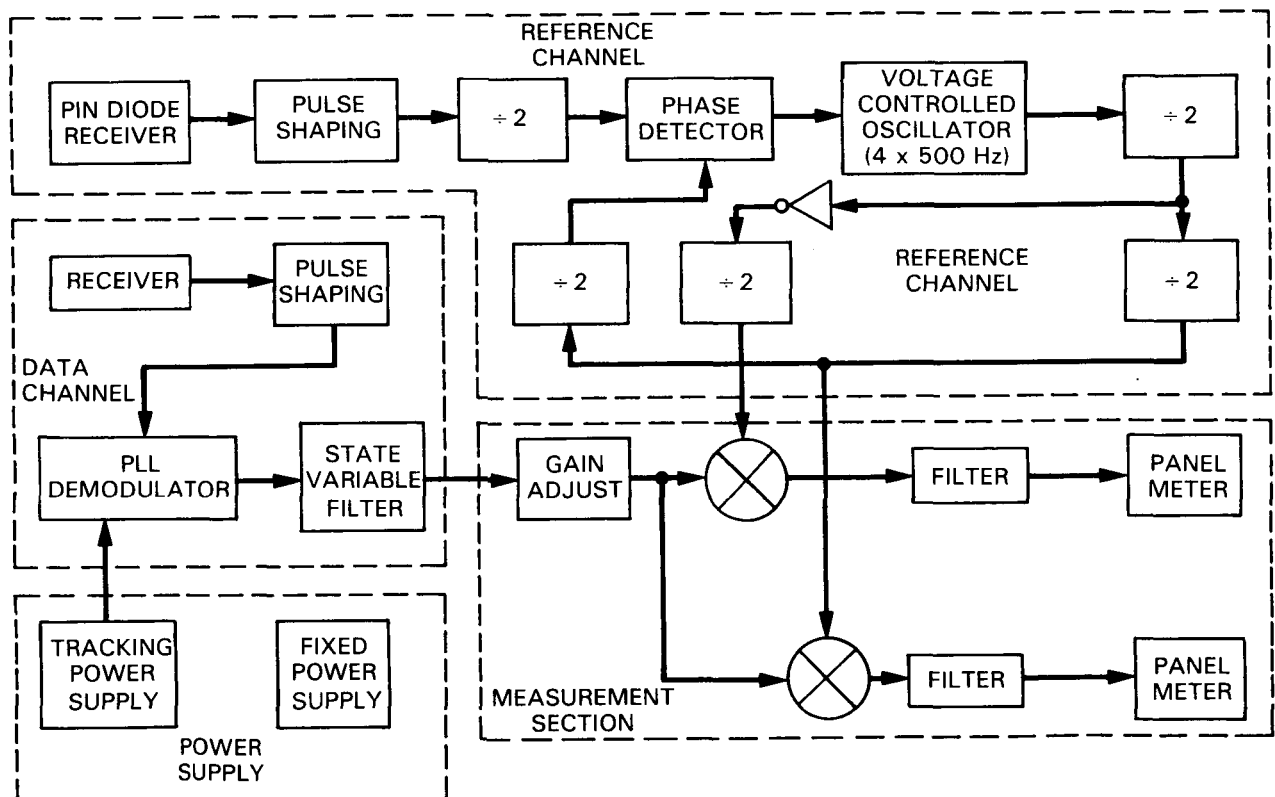 REFERENCE
CHANNEL
PIN DIODE
RECEIVER
PULSE
SHAPING
÷ 2
PHASE
DETECTOR
VOLTAGE
CONTROLLED
OSCILLATOR
(4 x 500 Hz)
÷ 2
÷ 2
÷ 2
REFERENCE
CHANNEL
÷ 2
RECEIVER
PULSE
SHAPING
DATA
CHANNEL
PLL
DEMODULATOR
STATE
VARIABLE
FILTER
GAIN
ADJUST
FILTER
PANEL
METER
FILTER
PANEL
METER
MEASUREMENT
SECTION
TRACKING
POWER
SUPPLY
FIXED
POWER
SUPPLY
POWER
SUPPLY